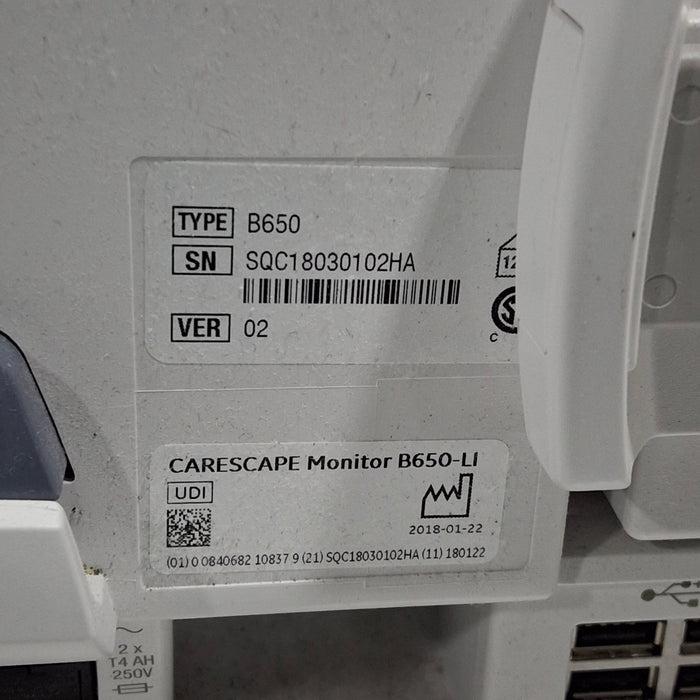 TYPE B650
SN SQC18030102HA
12
VER 02
C
CARESCAPE Monitor B650-LI
UDI
2018-01-22
(01) 0 0840682 10837 9 (21) SQC18030102HA (11) 180122
2 x
T4 AH
250V